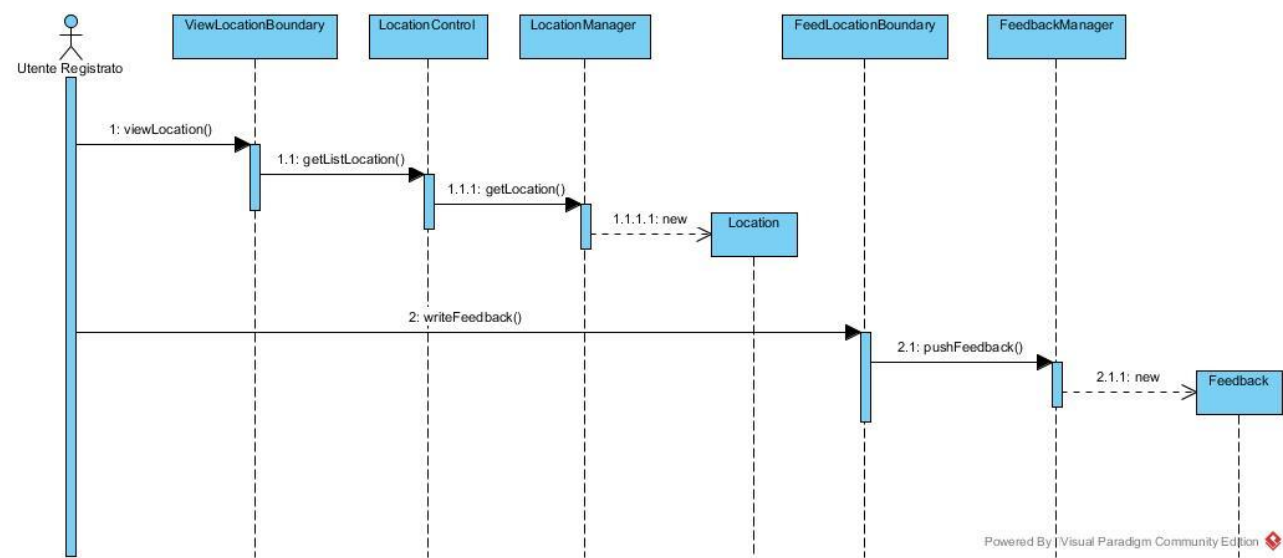 ViewLocationBoundary
LocationControl
LocationManager
FeedLocationBoundary
FeedbackManager
Utente Registrato
1: viewLocation()
1.1: getListLocation()
1.1.1: getLocation()
1.1.1.1: new
Location
2: writeFeedback()
2.1: pushFeedback()
2.1.1: new
Feedback
Powered By Visual Paradigm Community Edition